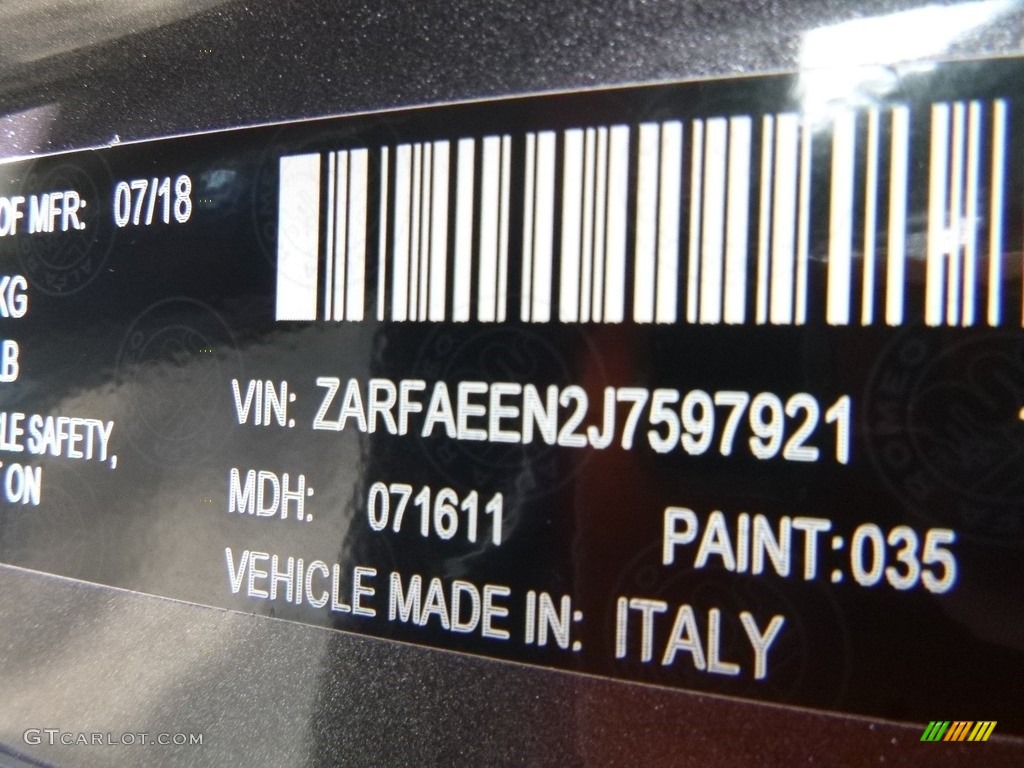 OF MFR: 07/18
KG
LB
LE SAFETY,
T ON
VIN: ZARFAEEN2J7597921
MDH: 071611
PAINT:035
VEHICLE MADE IN: ITALY
ROMEO
GTCARLOT.COM